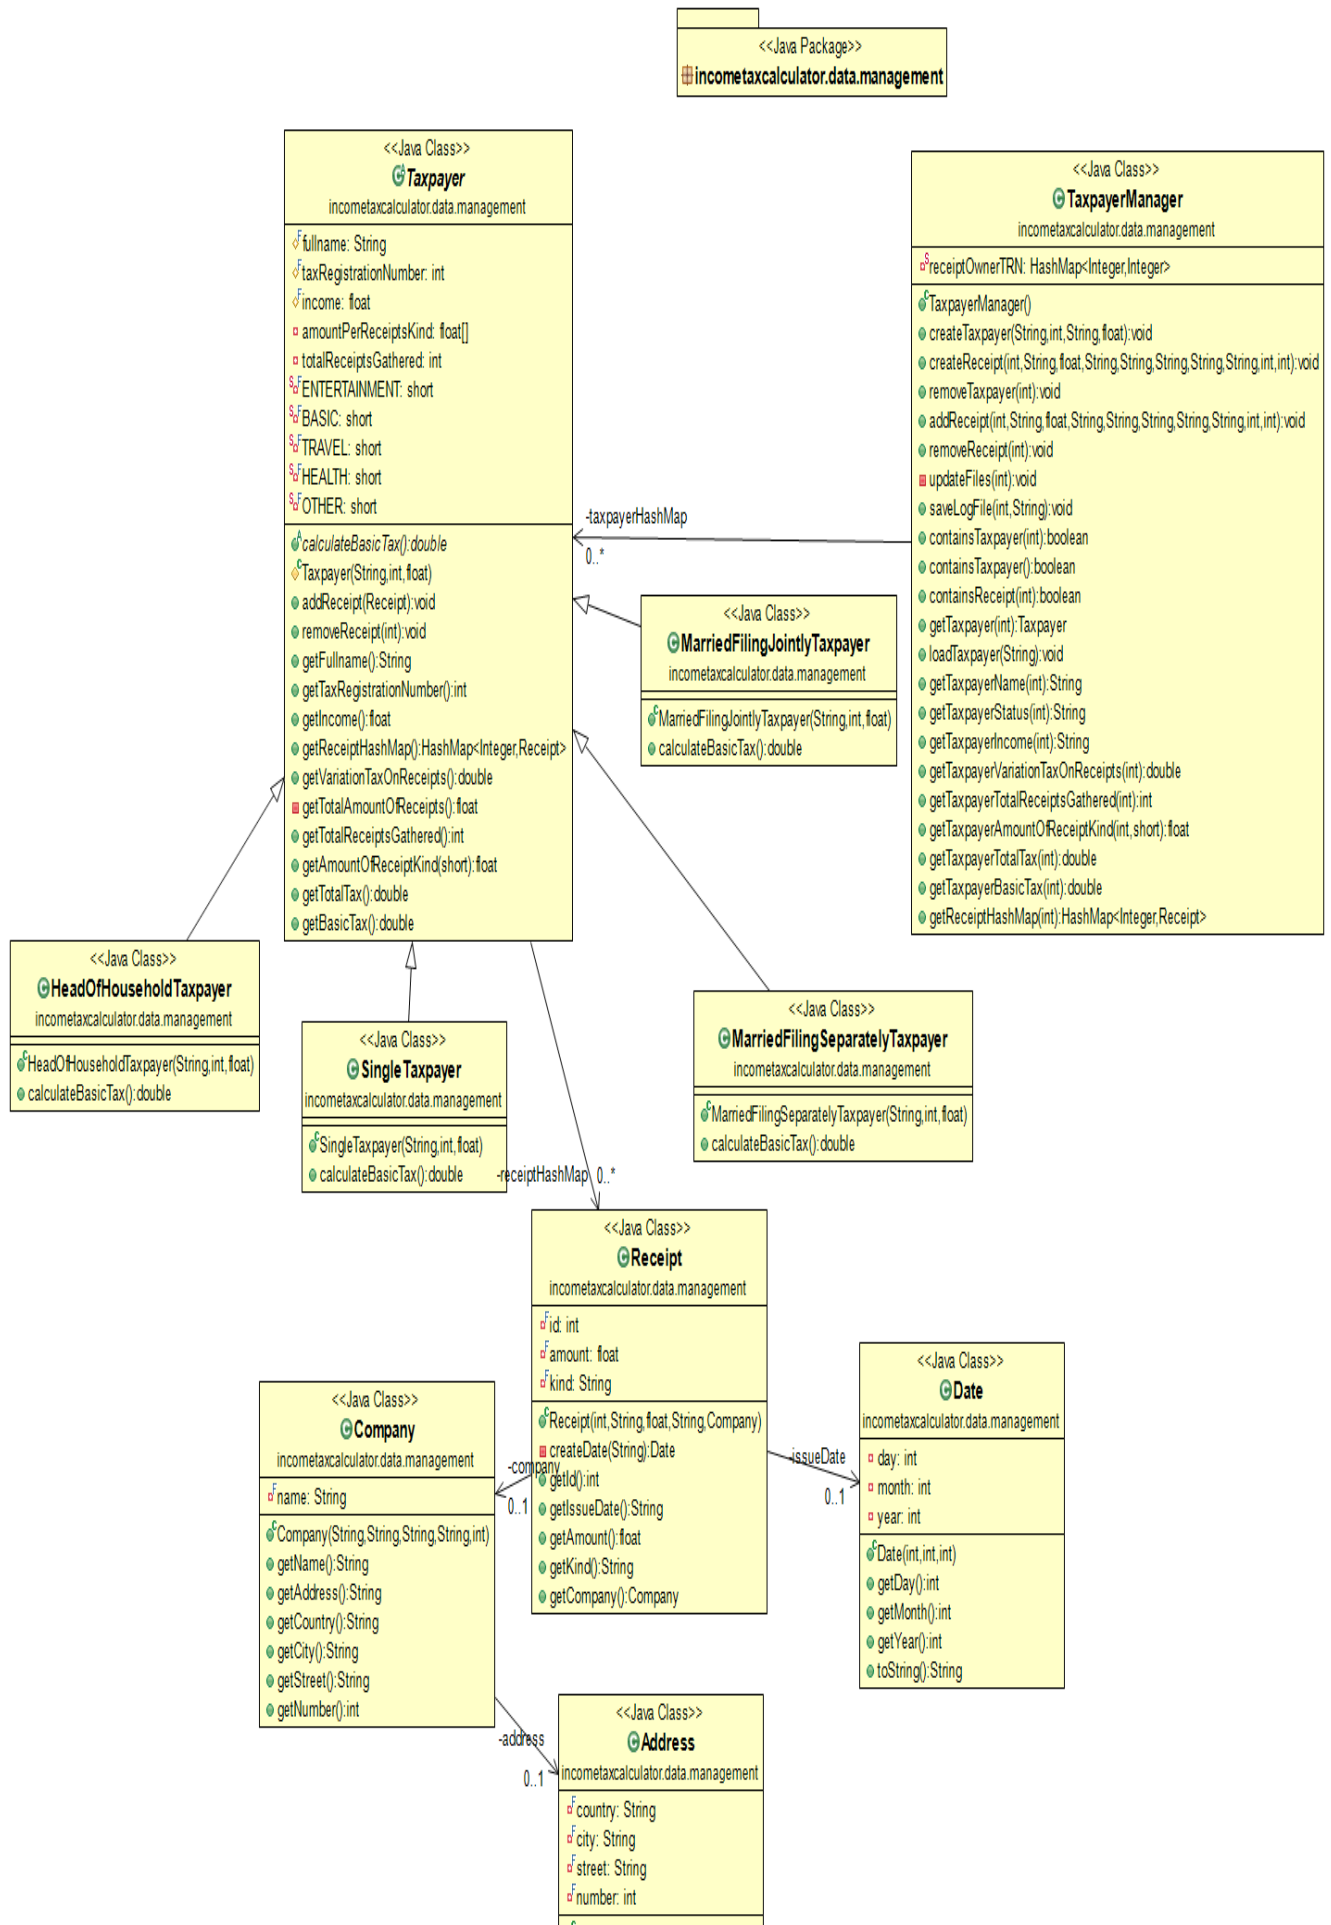 <<Java Package>>
incometaxcalculator.data.management
<<Java Class>>
Taxpayer
incometaxcalculator.data.management
fullname: String
taxRegistrationNumber: int
income: float
amountPerReceiptsKind: float[]
totalReceiptsGathered: int
ENTERTAINMENT: short
BASIC: short
TRAVEL: short
HEALTH: short
OTHER: short
calculateBasicTax():double
Taxpayer(String,int,float)
addReceipt(Receipt):void
removeReceipt(int):void
getFullname():String
getTaxRegistrationNumber():int
getIncome():float
getReceiptHashMap():HashMap<Integer,Receipt>
getVariationTaxOnReceipts():double
getTotalAmountOfReceipts():float
getTotalReceiptsGathered():int
getAmountOfReceiptKind(short):float
getTotalTax():double
getBasicTax():double
<<Java Class>>
TaxpayerManager
incometaxcalculator.data.management
receiptOwnerTRN: HashMap<Integer,Integer>
TaxpayerManager()
createTaxpayer(String,int,String,float):void
createReceipt(int,String,float,String,String,String,String,String,int,int):void
removeTaxpayer(int):void
addReceipt(int,String,float,String,String,String,String,String,int,int):void
removeReceipt(int):void
updateFiles(int):void
saveLogFile(int,String):void
containsTaxpayer(int):boolean
containsTaxpayer():boolean
containsReceipt(int):boolean
getTaxpayer(int):Taxpayer
loadTaxpayer(String):void
getTaxpayerName(int):String
getTaxpayerStatus(int):String
getTaxpayerIncome(int):String
getTaxpayerVariationTaxOnReceipts(int):double
getTaxpayerTotalReceiptsGathered(int):int
getTaxpayerAmountOfReceiptKind(int,short):float
getTaxpayerTotalTax(int):double
getTaxpayerBasicTax(int):double
getReceiptHashMap(int):HashMap<Integer,Receipt>
-taxpayerHashMap
0..*
<<Java Class>>
MarriedFilingJointlyTaxpayer
incometaxcalculator.data.management
MarriedFilingJointlyTaxpayer(String,int,float)
calculateBasicTax():double
<<Java Class>>
HeadOfHouseholdTaxpayer
incometaxcalculator.data.management
HeadOfHouseholdTaxpayer(String,int,float)
calculateBasicTax():double
<<Java Class>>
SingleTaxpayer
incometaxcalculator.data.management
SingleTaxpayer(String,int,float)
calculateBasicTax():double
<<Java Class>>
MarriedFilingSeparatelyTaxpayer
incometaxcalculator.data.management
MarriedFilingSeparatelyTaxpayer(String,int,float)
calculateBasicTax():double
-receiptHashMap 0..*
<<Java Class>>
Receipt
incometaxcalculator.data.management
id: int
amount: float
kind: String
Receipt(int,String,float,String,Company)
createDate(String):Date
getId():int
getIssueDate():String
getAmount():float
getKind():String
getCompany():Company
-company
0..1
-issueDate
0..1
<<Java Class>>
Company
incometaxcalculator.data.management
name: String
Company(String,String,String,String,int)
getName():String
getAddress():String
getCountry():String
getCity():String
getStreet():String
getNumber():int
<<Java Class>>
Date
incometaxcalculator.data.management
day: int
month: int
year: int
Date(int,int,int)
getDay():int
getMonth():int
getYear():int
toString():String
-address
0..1
<<Java Class>>
Address
incometaxcalculator.data.management
country: String
city: String
street: String
number: int